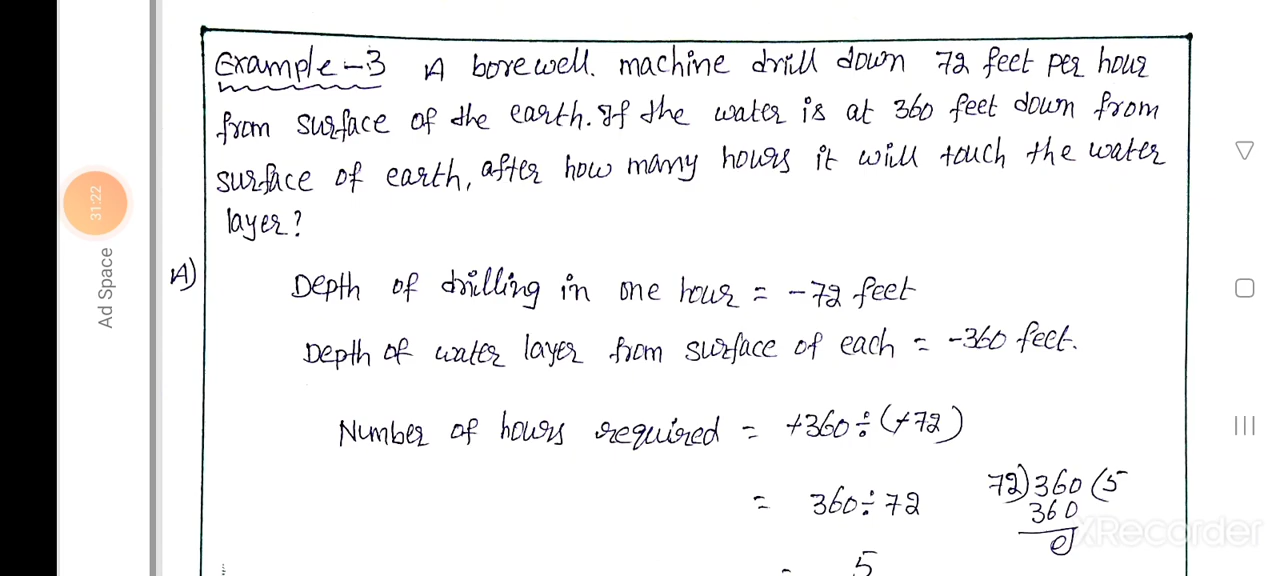 Example-3 A borewell. machine drill down 72 feet per hour
from surface of the earth. If the water is at 360 feet down from
surface of earth, after how many hours it will touch the water
layer?
A)
Depth of drilling in one hour = -72 feet
Depth of water layer from surface of each = -360 feet.
Number of hours required = +360 ÷ (+72)
= 360 ÷ 72
72)360(5
360
0
= 5
31:22
Ad Space
XRecorder